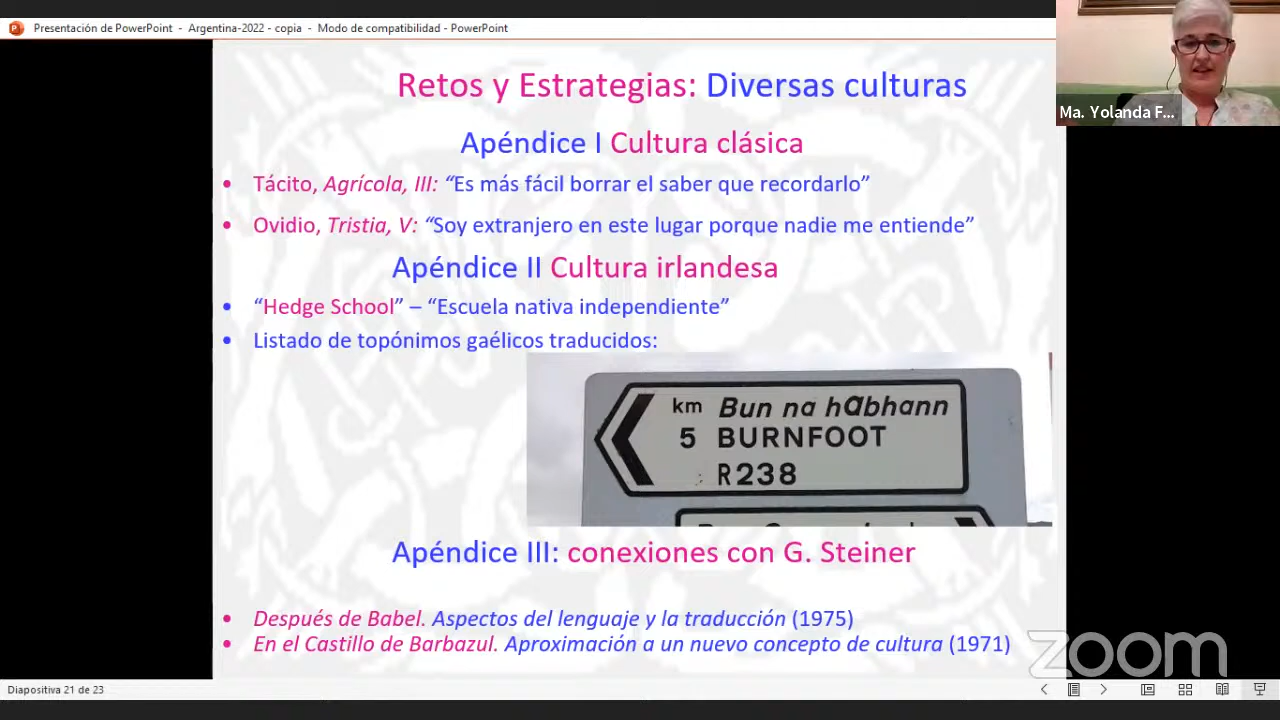 Presentación de PowerPoint - Argentina-2022 - copia - Modo de compatibilidad - PowerPoint
Retos y Estrategias: Diversas culturas
Ma. Yolanda F...
Apéndice I Cultura clásica
• Tácito, Agrícola, III: “Es más fácil borrar el saber que recordarlo”
• Ovidio, Tristia, V: “Soy extranjero en este lugar porque nadie me entiende”
Apéndice II Cultura irlandesa
• “Hedge School” – “Escuela nativa independiente”
• Listado de topónimos gaélicos traducidos:
km Bun na hAbhann
5 BURNFOOT
R238
Apéndice III: conexiones con G. Steiner
• Después de Babel. Aspectos del lenguaje y la traducción (1975)
• En el Castillo de Barbazul. Aproximación a un nuevo concepto de cultura (1971)
zoom
Diapositiva 21 de 23